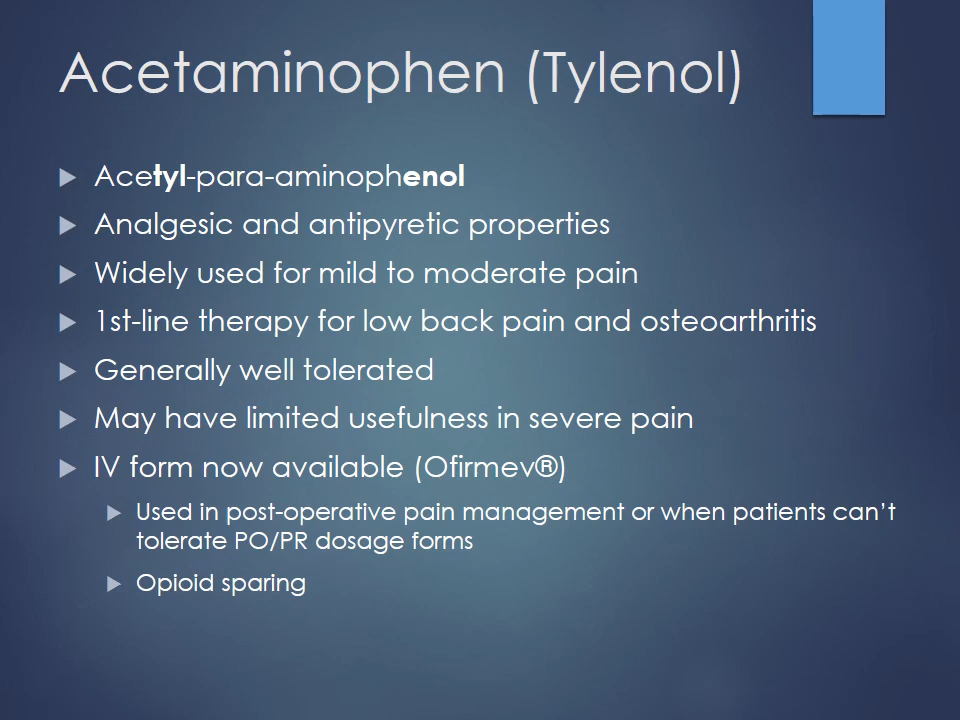 Acetaminophen (Tylenol)
Acetyl-para-aminophenol
Analgesic and antipyretic properties
Widely used for mild to moderate pain
1st-line therapy for low back pain and osteoarthritis
Generally well tolerated
May have limited usefulness in severe pain
IV form now available (Ofirmev®)
Used in post-operative pain management or when patients can't
tolerate PO/PR dosage forms
Opioid sparing